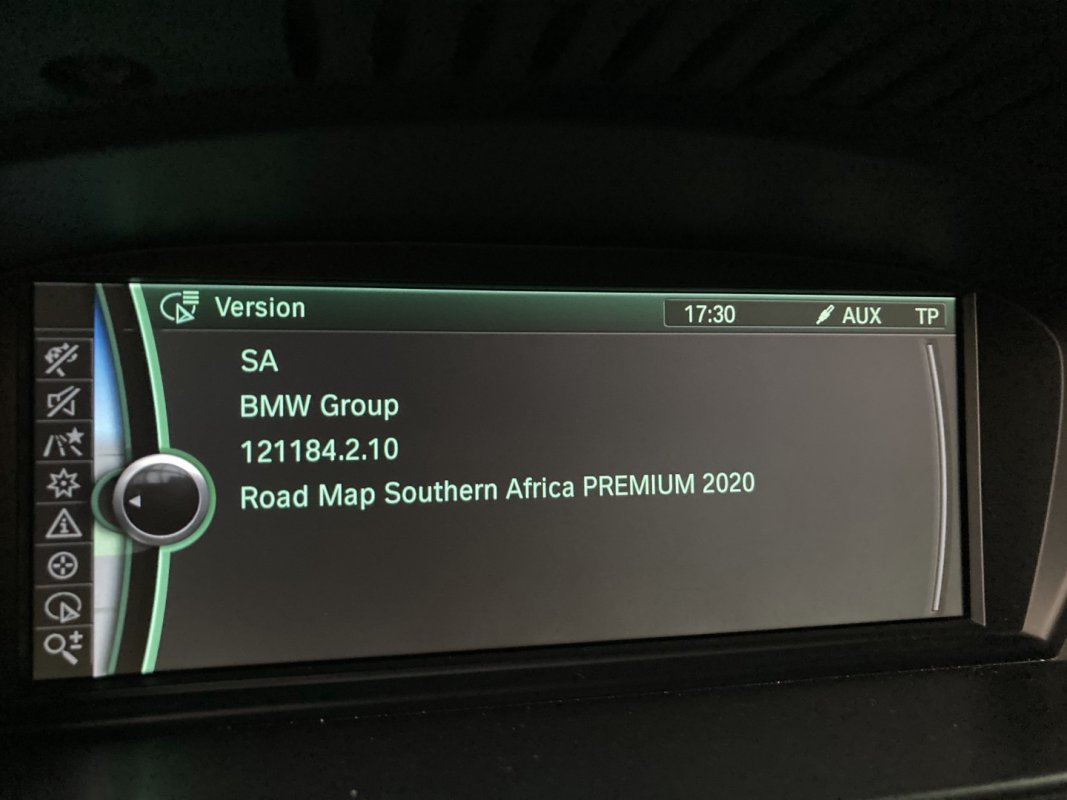 Version
17:30 AUX TP
SA
BMW Group
121184.2.10
Road Map Southern Africa PREMIUM 2020